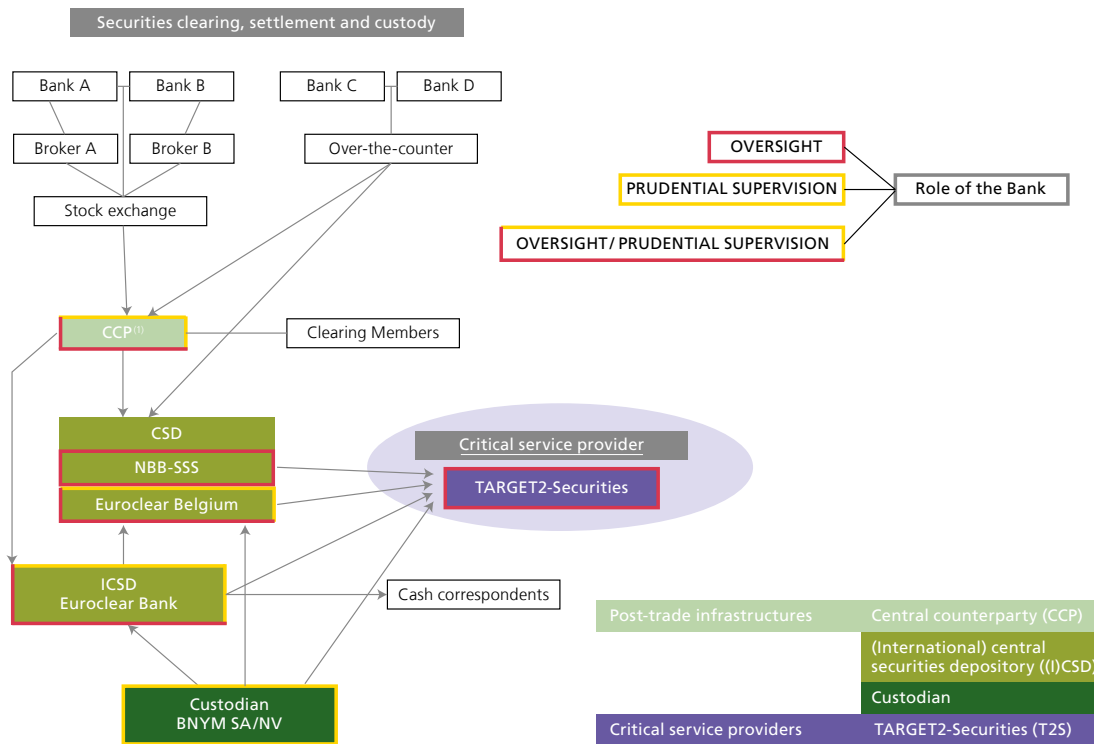 Securities clearing, settlement and custody
Bank A
Bank B
Bank C
Bank D
Broker A
Broker B
Over-the-counter
Stock exchange
OVERSIGHT
PRUDENTIAL SUPERVISION
Role of the Bank
OVERSIGHT/ PRUDENTIAL SUPERVISION
CCP(1)
Clearing Members
CSD
NBB-SSS
Euroclear Belgium
Critical service provider
TARGET2-Securities
ICSD
Euroclear Bank
Cash correspondents
Custodian
BNYM SA/NV
Post-trade infrastructures
Central counterparty (CCP)
(International) central
securities depository ((I)CSD)
Custodian
Critical service providers
TARGET2-Securities (T2S)